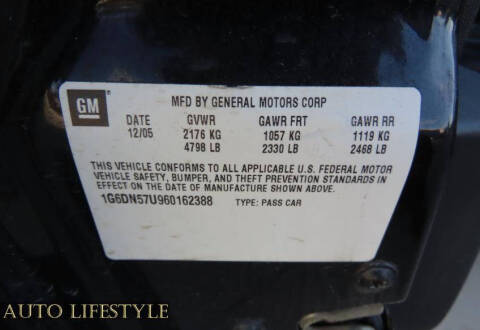 GM
MFD BY GENERAL MOTORS CORP
DATE GVWR GAWR FRT GAWR RR
12/05 2176 KG 1057 KG 1119 KG
4798 LB 2330 LB 2468 LB
THIS VEHICLE CONFORMS TO ALL APPLICABLE U.S. FEDERAL MOTOR
VEHICLE SAFETY, BUMPER, AND THEFT PREVENTION STANDARDS IN
EFFECT ON THE DATE OF MANUFACTURE SHOWN ABOVE.
1G6DN57U960162388 TYPE: PASS CAR
AUTO LIFESTYLE